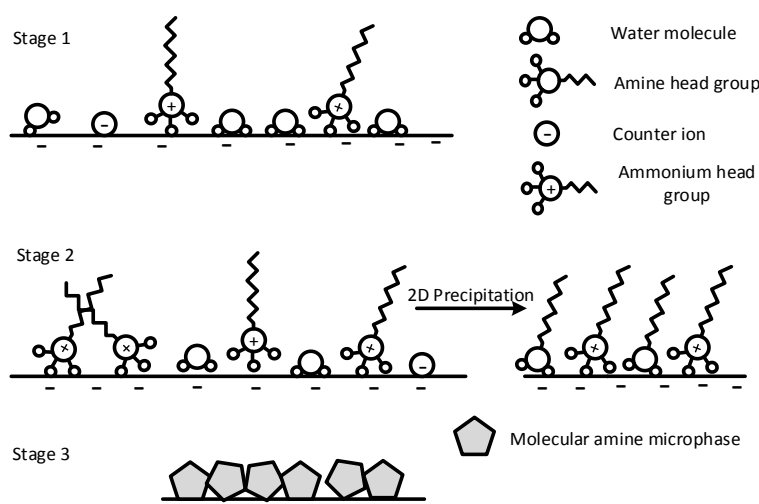 Stage 1
Water molecule
Amine head group
Counter ion
Ammonium head
group
Stage 2
2D Precipitation
Stage 3
Molecular amine microphase